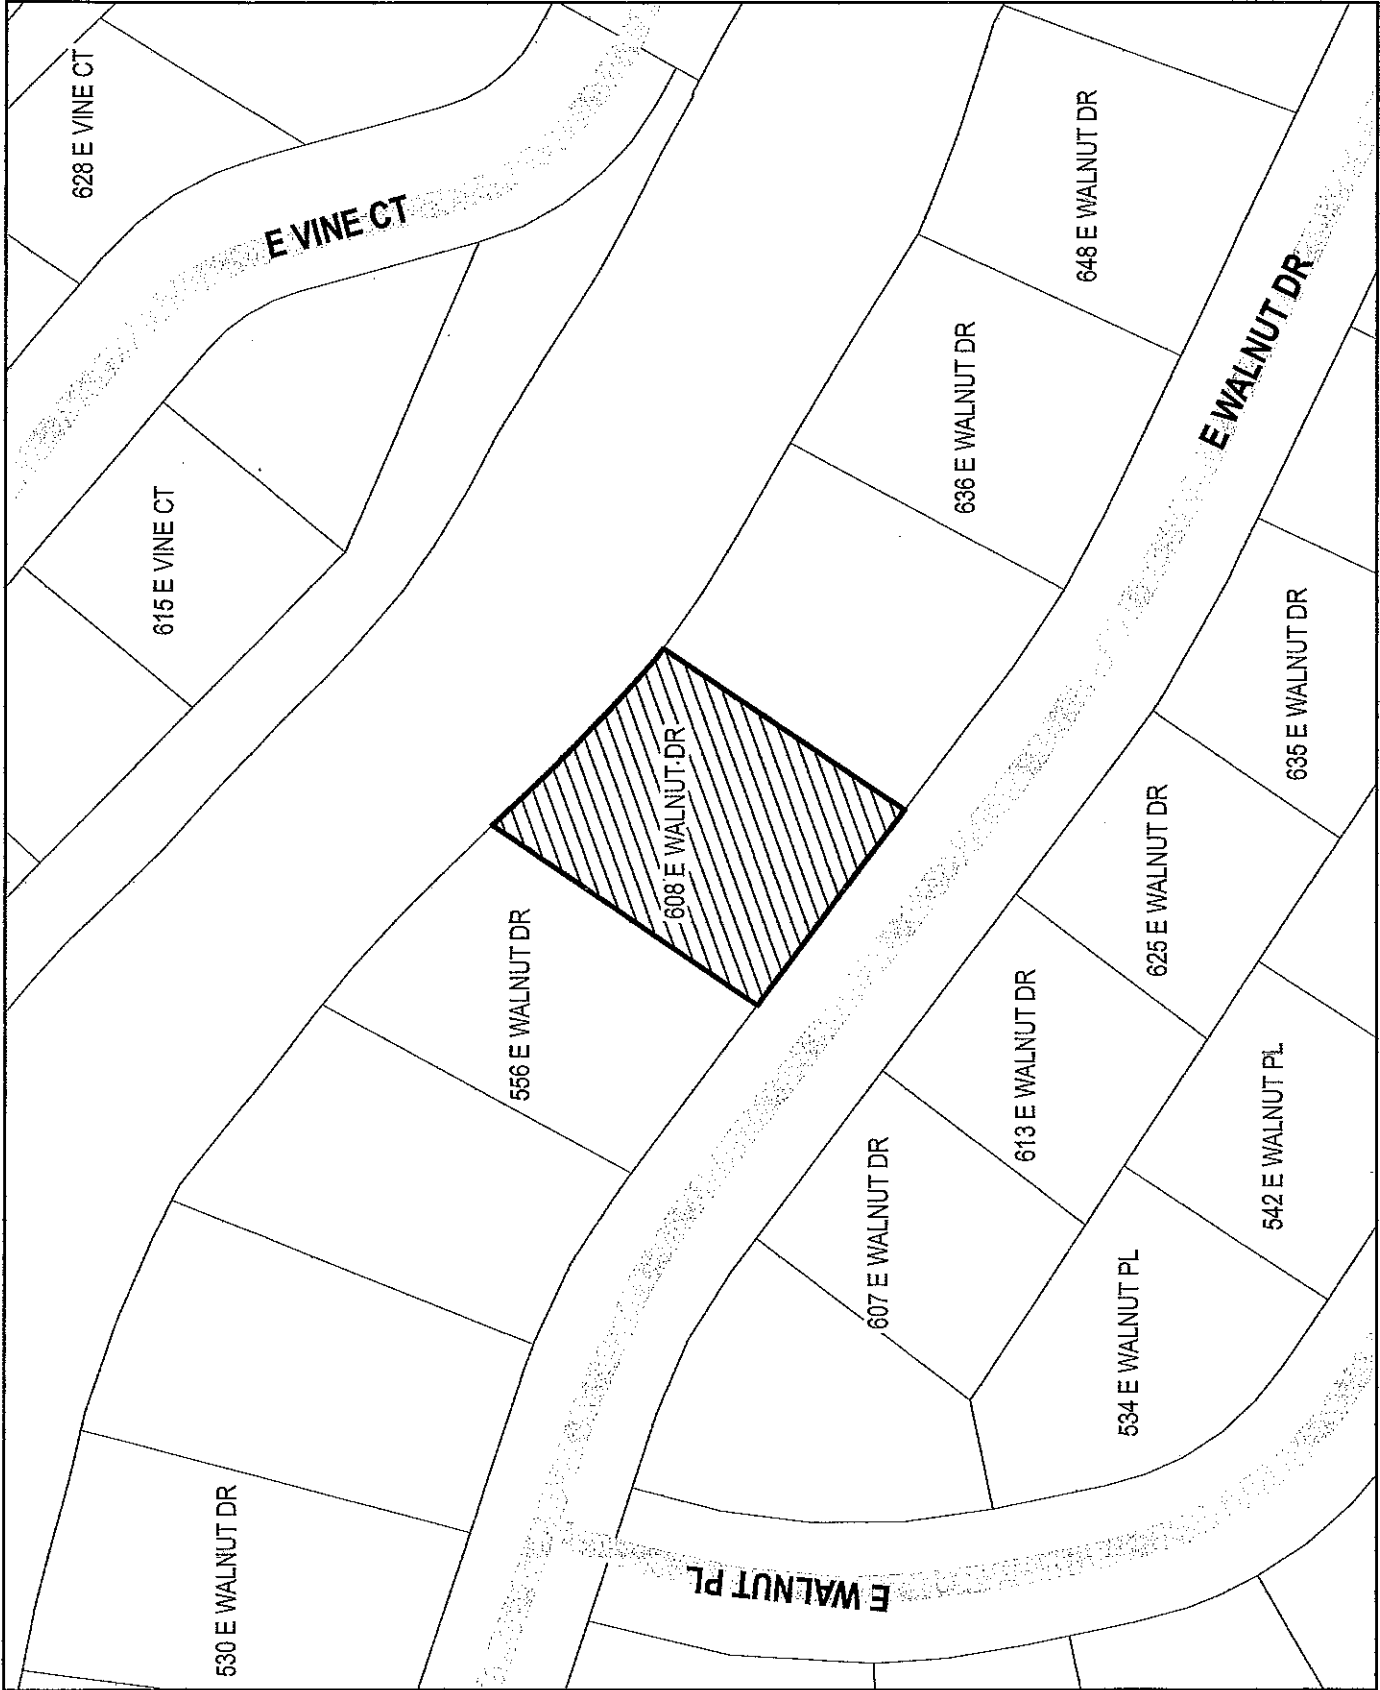 628 E VINE CT
E VINE CT
615 E VINE CT
648 E WALNUT DR
E WALNUT DR
636 E WALNUT DR
608 E WALNUT DR
556 E WALNUT DR
635 E WALNUT DR
625 E WALNUT DR
613 E WALNUT DR
607 E WALNUT DR
542 E WALNUT PL
534 E WALNUT PL
530 E WALNUT DR
E WALNUT PL